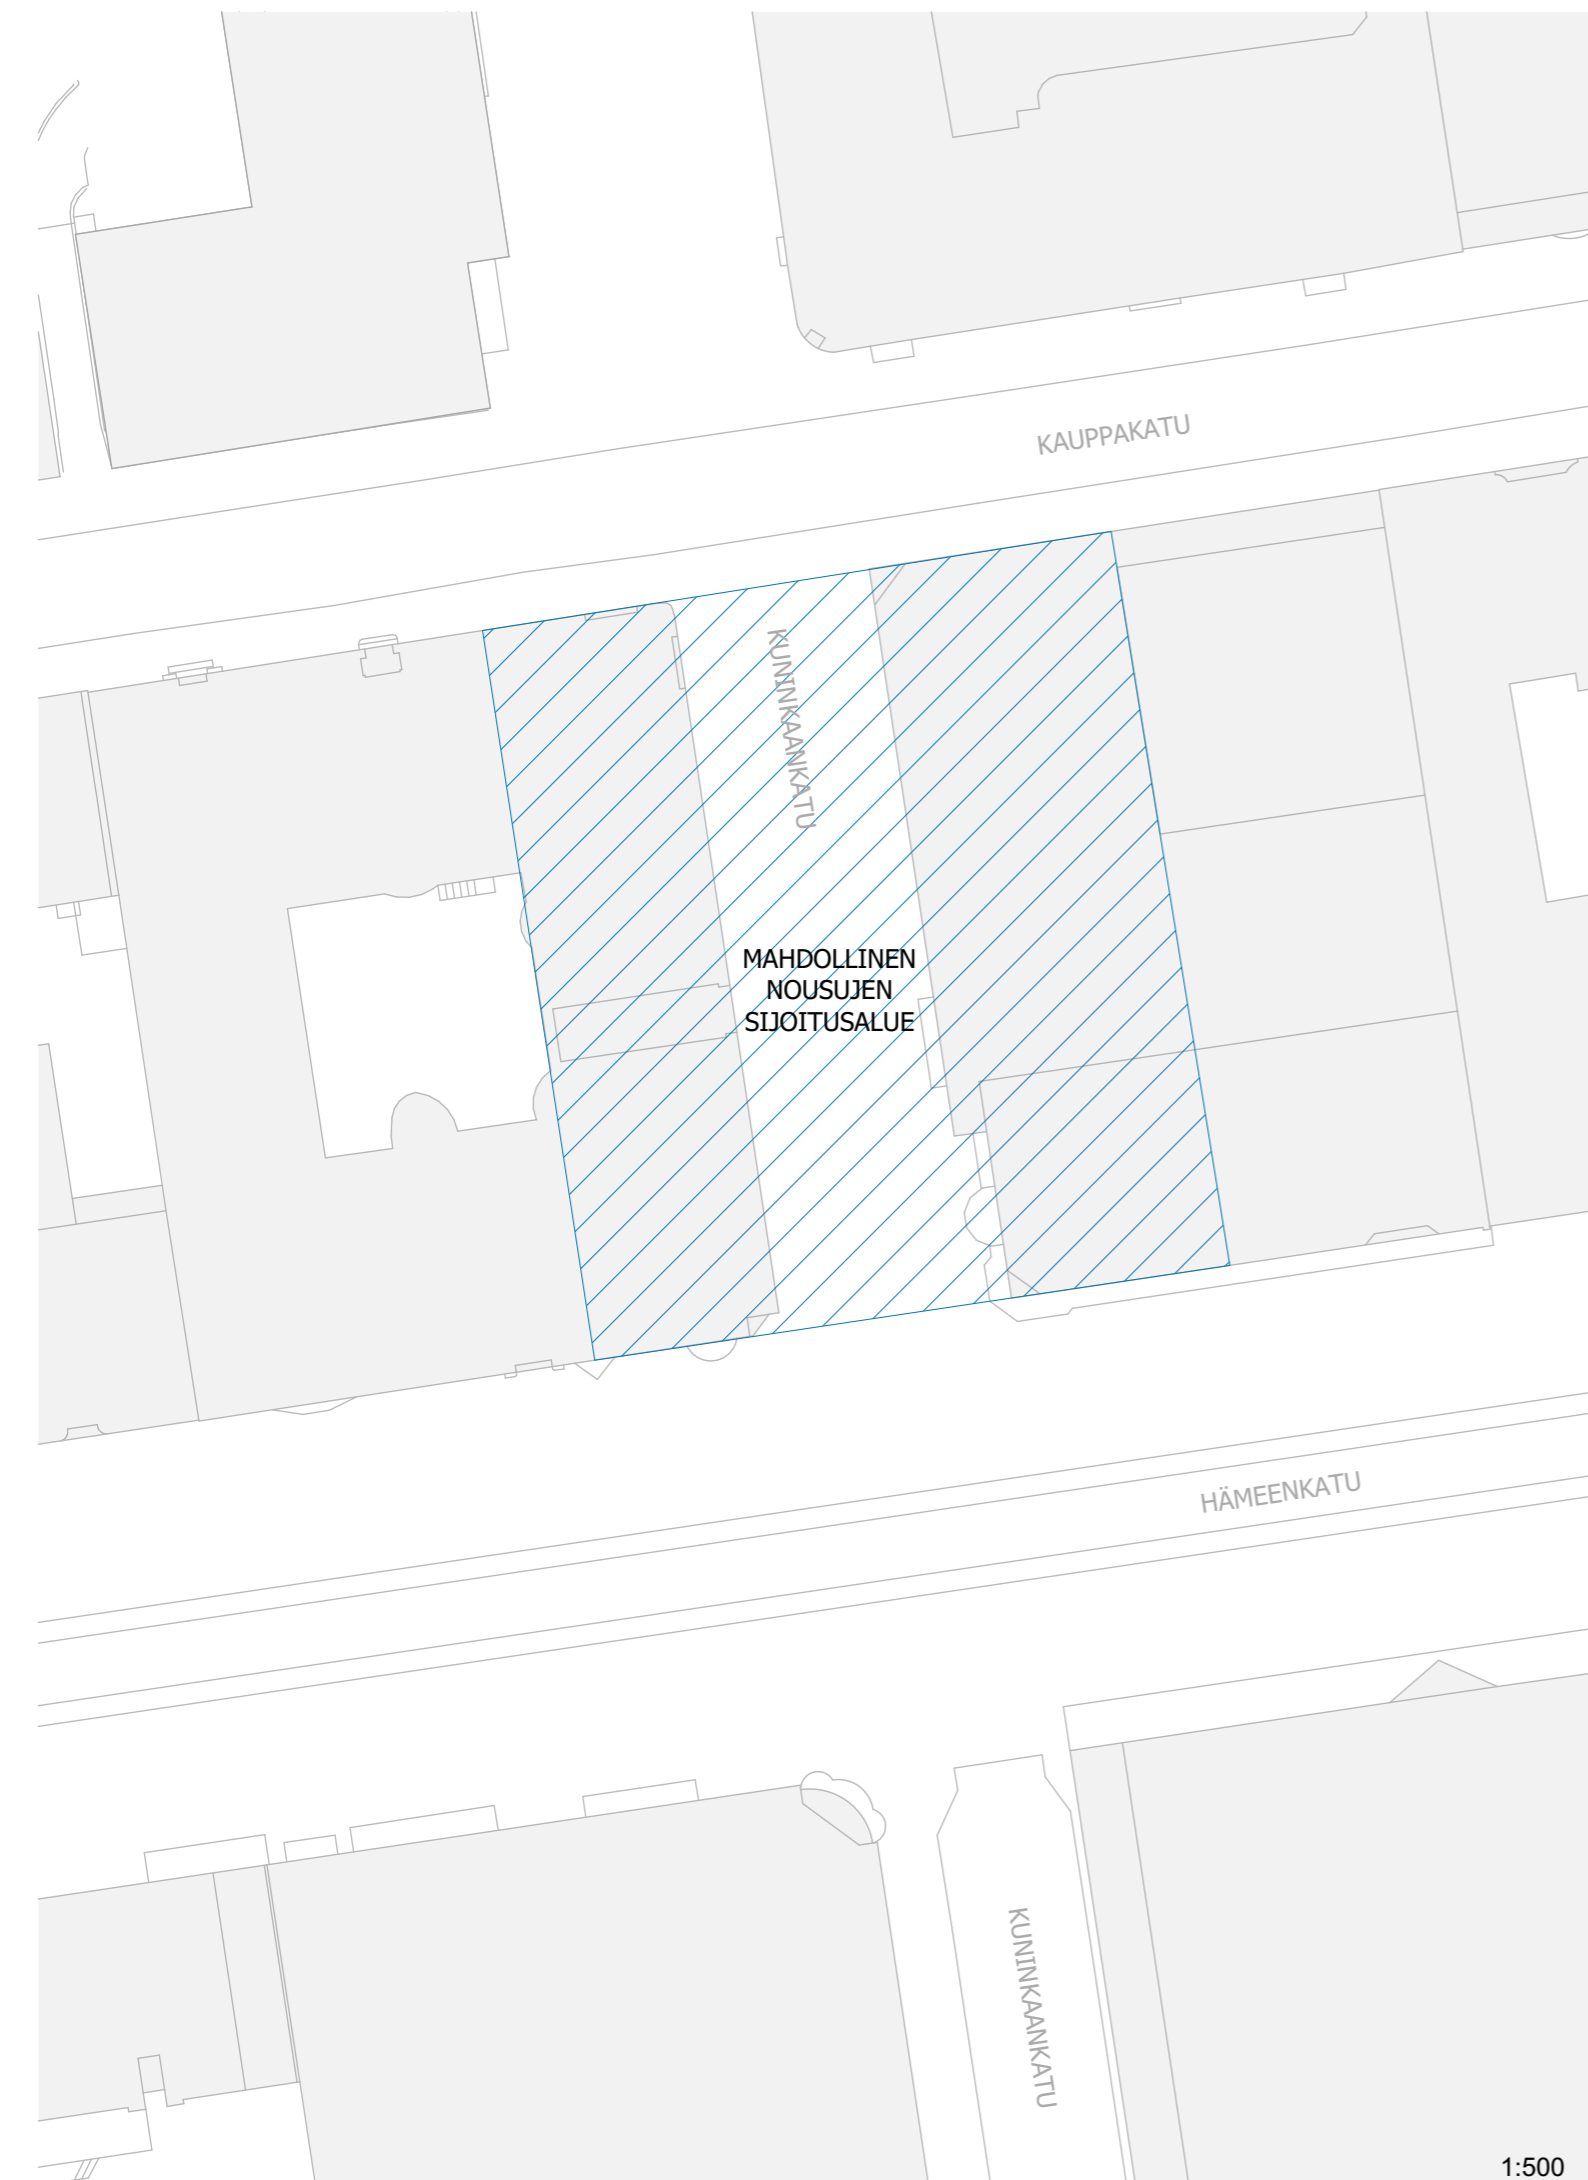 KAUPPAKATU
KUNINKAANKATU
MAHDOLLINEN
NOUSUJEN
SIJOITUSALUE
HÄMEENKATU
KUNINKAANKATU
1:500